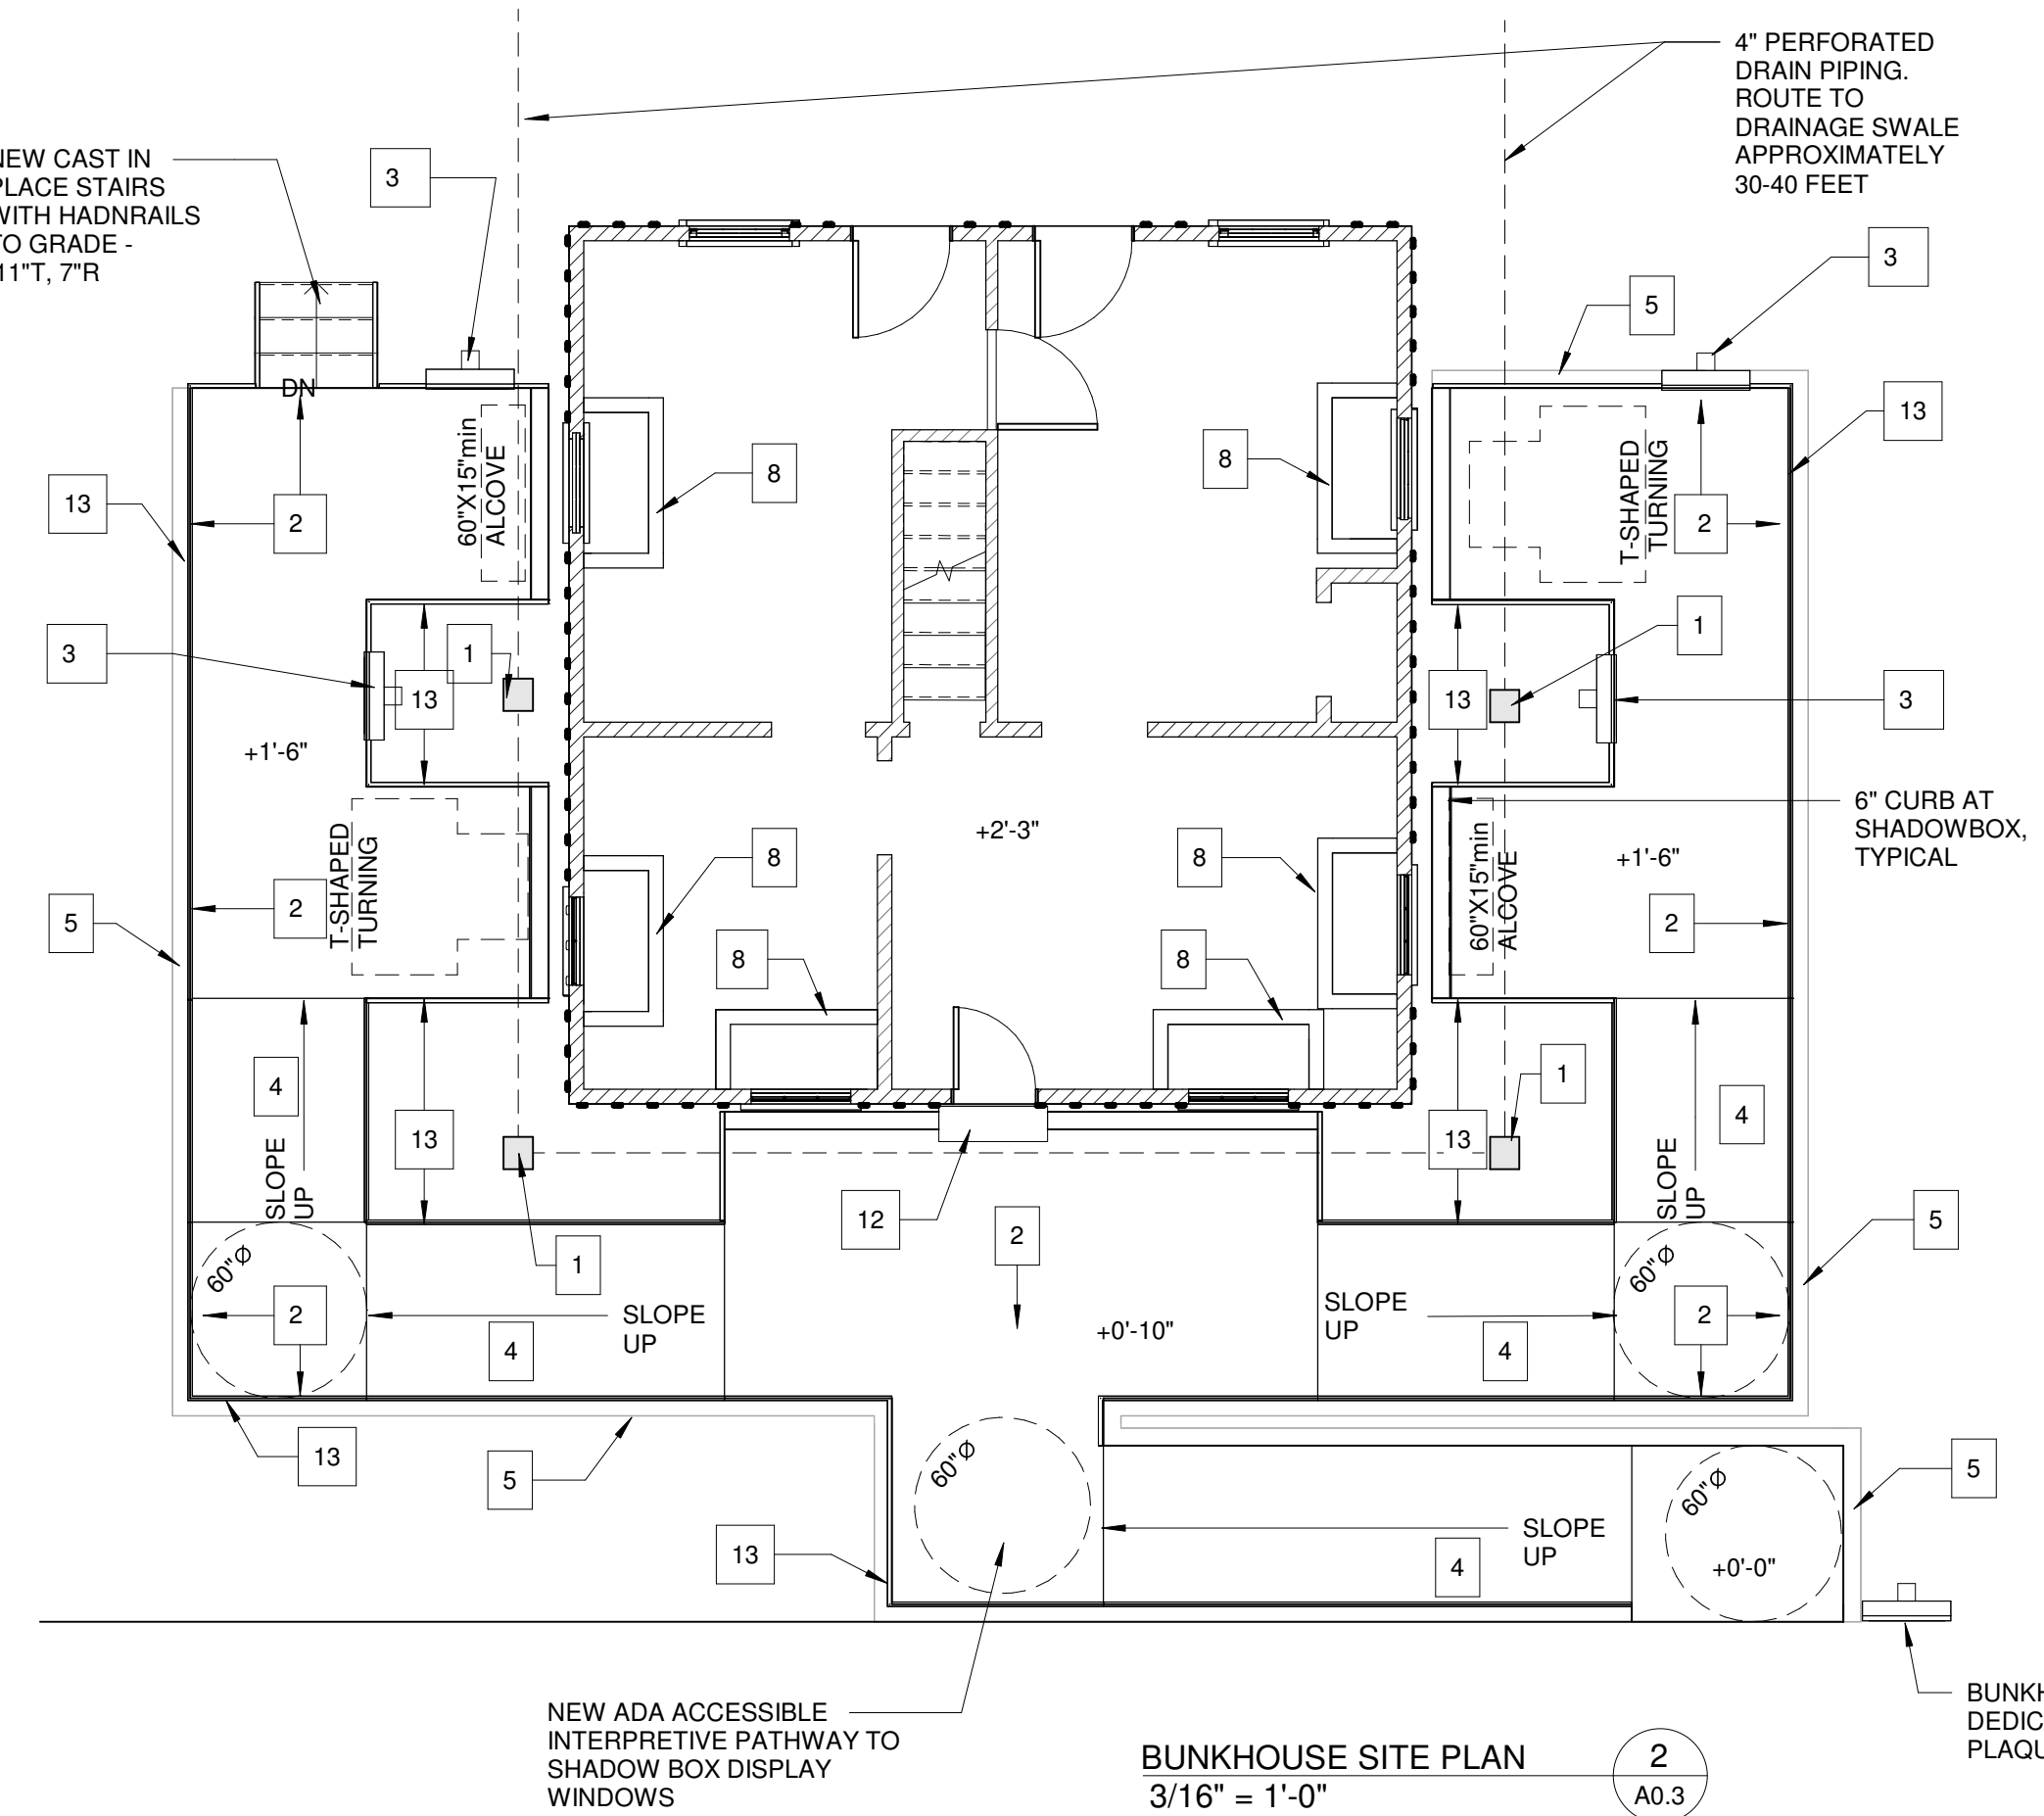 4" PERFORATED
DRAIN PIPING.
ROUTE TO
DRAINAGE SWALE
APPROXIMATELY
30-40 FEET
NEW CAST IN
PLACE STAIRS
WITH HADNRAILS
TO GRADE -
11"T, 7"R
3
3
5
DN
13
60"X15"min
ALCOVE
8
8
T-SHAPED
TURNING
2
13
2
1
1
3
13
13
3
+1'-6"
6" CURB AT
SHADOWBOX,
TYPICAL
+2'-3"
T-SHAPED
TURNING
8
8
60"X15"min
ALCOVE
+1'-6"
2
2
5
8
8
4
1
4
13
13
SLOPE
UP
SLOPE
UP
12
2
5
1
60"Ø
60"Ø
2
SLOPE
UP
4
+0'-10"
SLOPE
UP
4
2
13
5
60"Ø
60"Ø
5
13
SLOPE
UP
4
+0'-0"
NEW ADA ACCESSIBLE
INTERPRETIVE PATHWAY TO
SHADOW BOX DISPLAY
WINDOWS
BUNKHOUSE SITE PLAN
3/16" = 1'-0"
2
A0.3
BUNKH
DEDIC
PLAQU